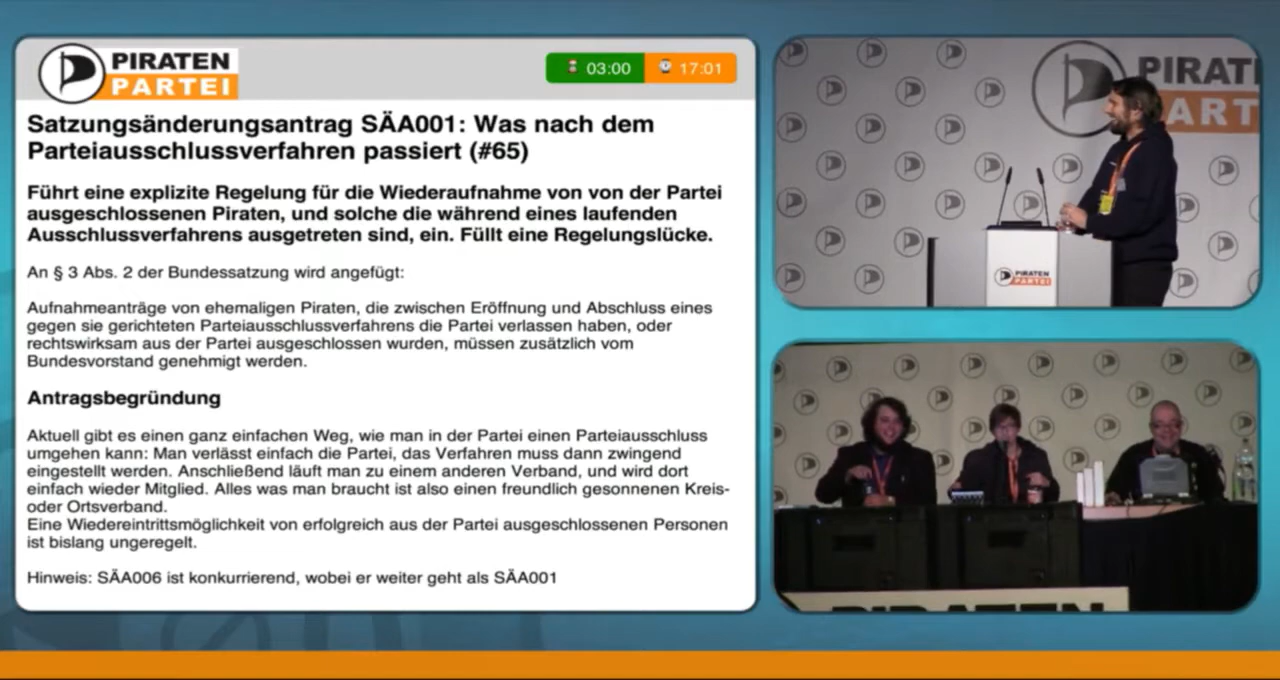 PIRATEN
PARTEI
03:00
17:01
Satzungsänderungsantrag SÄA001: Was nach dem
Parteiausschlussverfahren passiert (#65)
Führt eine explizite Regelung für die Wiederaufnahme von von der Partei
ausgeschlossenen Piraten, und solche die während eines laufenden
Ausschlussverfahrens ausgetreten sind, ein. Füllt eine Regelungslücke.
An § 3 Abs. 2 der Bundessatzung wird angefügt:
Aufnahmeanträge von ehemaligen Piraten, die zwischen Eröffnung und Abschluss eines
gegen sie gerichteten Parteiausschlussverfahrens die Partei verlassen haben, oder
rechtswirksam aus der Partei ausgeschlossen wurden, müssen zusätzlich vom
Bundesvorstand genehmigt werden.
Antragsbegründung
Aktuell gibt es einen ganz einfachen Weg, wie man in der Partei einen Parteiausschluss
umgehen kann: Man verlässt einfach die Partei, das Verfahren muss dann zwingend
eingestellt werden. Anschließend läuft man zu einem anderen Verband, und wird dort
einfach wieder Mitglied. Alles was man braucht ist also einen freundlich gesonnenen Kreis-
oder Ortsverband.
Eine Wiedereintrittsmöglichkeit von erfolgreich aus der Partei ausgeschlossenen Personen
ist bislang ungeregelt.
Hinweis: SÄA006 ist konkurrierend, wobei er weiter geht als SÄA001
PIRATE
PART
PIRATEN
PARTEI
PIRATEN